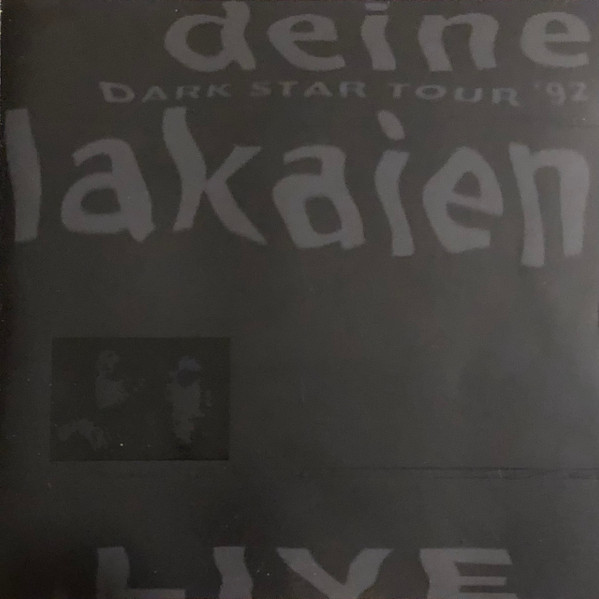 deine
DARK STAR TOUR '92
lakaien
LIVE